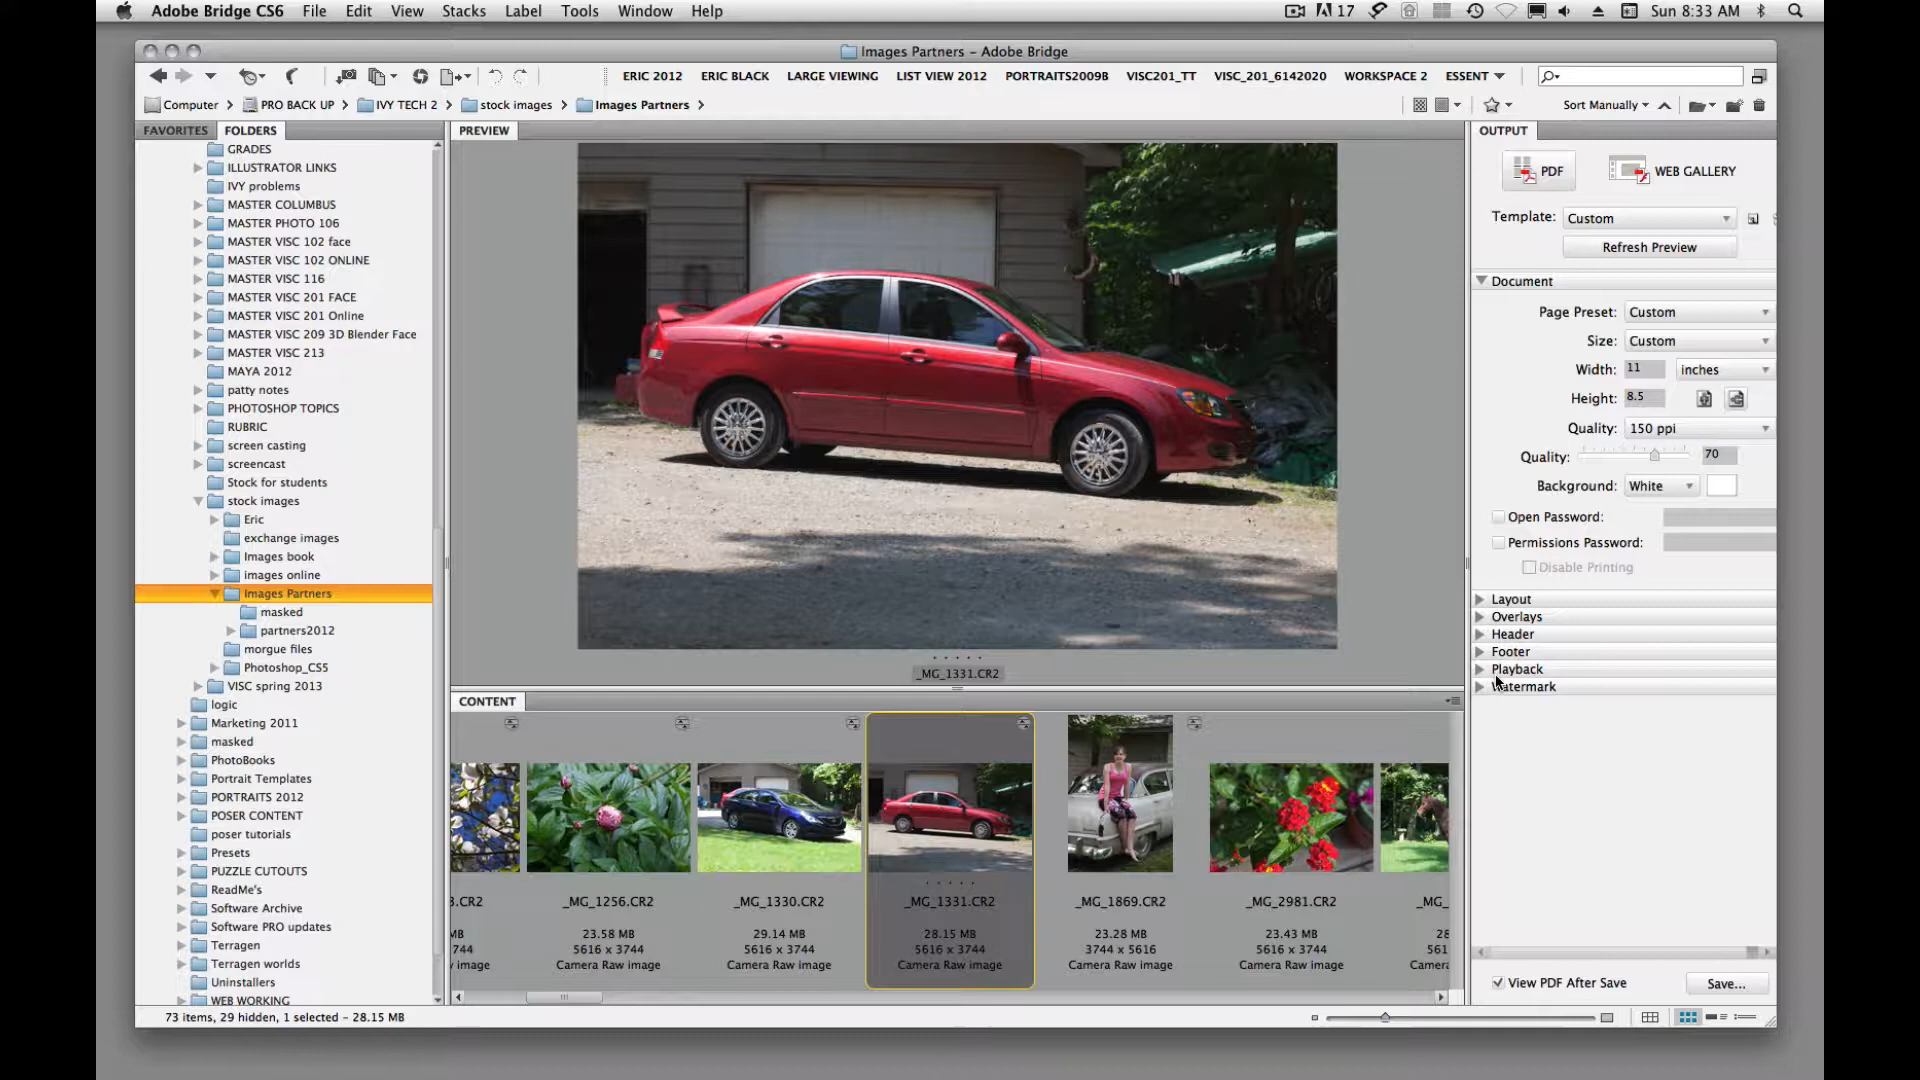 Adobe Bridge CS6 File Edit View Stacks Label Tools Window Help 17 Sun 8:33 AM
Images Partners – Adobe Bridge
ERIC 2012 ERIC BLACK LARGE VIEWING LIST VIEW 2012 PORTRAITS2009B VISC201_TT VISC_201_6142020 WORKSPACE 2 ESSENT
Computer PRO BACK UP IVY TECH 2 stock images Images Partners Sort Manually
FAVORITES FOLDERS
GRADES
ILLUSTRATOR LINKS
IVY problems
MASTER COLUMBUS
MASTER PHOTO 106
MASTER VISC 102 face
MASTER VISC 102 ONLINE
MASTER VISC 116
MASTER VISC 201 FACE
MASTER VISC 201 Online
MASTER VISC 209 3D Blender Face
MASTER VISC 213
MAYA 2012
patty notes
PHOTOSHOP TOPICS
RUBRIC
screen casting
screencast
Stock for students
stock images
Eric
exchange images
Images book
images online
Images Partners
masked
partners2012
morgue files
Photoshop_CS5
VISC spring 2013
logic
Marketing 2011
masked
PhotoBooks
Portrait Templates
PORTRAITS 2012
POSER CONTENT
poser tutorials
Presets
PUZZLE CUTOUTS
ReadMe's
Software Archive
Software PRO updates
Terragen
Terragen worlds
Uninstallers
WEB WORKING
PREVIEW
_MG_1331.CR2
CONTENT
3.CR2 _MG_1256.CR2 _MG_1330.CR2 _MG_1331.CR2 _MG_1869.CR2 _MG_2981.CR2 _MG_
MB 23.58 MB 29.14 MB 28.15 MB 23.28 MB 23.43 MB 28
744 5616 x 3744 5616 x 3744 5616 x 3744 3744 x 5616 5616 x 3744 561
image Camera Raw image Camera Raw image Camera Raw image Camera Raw image Camera Raw image Camera
OUTPUT
PDF WEB GALLERY
Template: Custom
Refresh Preview
Document
Page Preset: Custom
Size: Custom
Width: 11 inches
Height: 8.5
Quality: 150 ppi
Quality: 70
Background: White
Open Password:
Permissions Password:
Disable Printing
Layout
Overlays
Header
Footer
Playback
Watermark
View PDF After Save Save...
73 items, 29 hidden, 1 selected – 28.15 MB